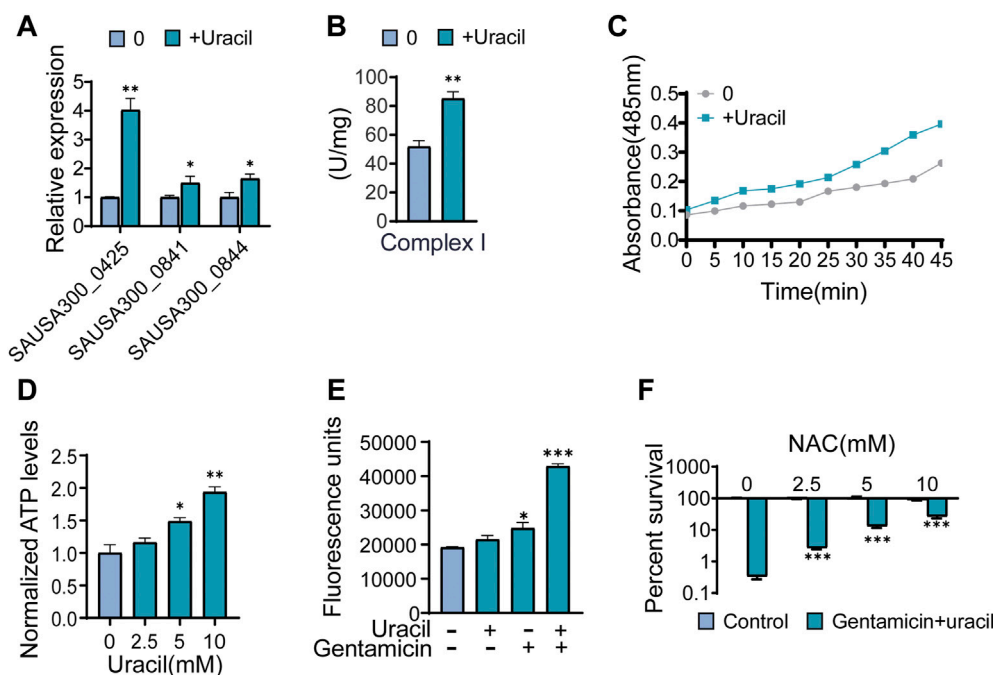 A
0 +Uracil
Relative expression
5
4
3
2
1
0
** * *
SAUSA300_0425
SAUSA300_0841
SAUSA300_0844
B
0 +Uracil
(U/mg)
100
80
60
40
20
0
**
Complex I
C
0
+Uracil
Absorbance(485nm)
0.5
0.4
0.3
0.2
0.1
0.0
0 5 10 15 20 25 30 35 40 45
Time(min)
D
Normalized ATP levels
2.5
2.0
1.5
1.0
0.5
0.0
* **
0 2.5 5 10
Uracil(mM)
E
Fluorescence units
50000
40000
30000
20000
10000
0
* ***
Uracil - + - +
Gentamicin - - + +
F
NAC(mM)
0 2.5 5 10
Percent survival
1000
100
10
1
0.1
*** *** ***
Control Gentamicin+uracil